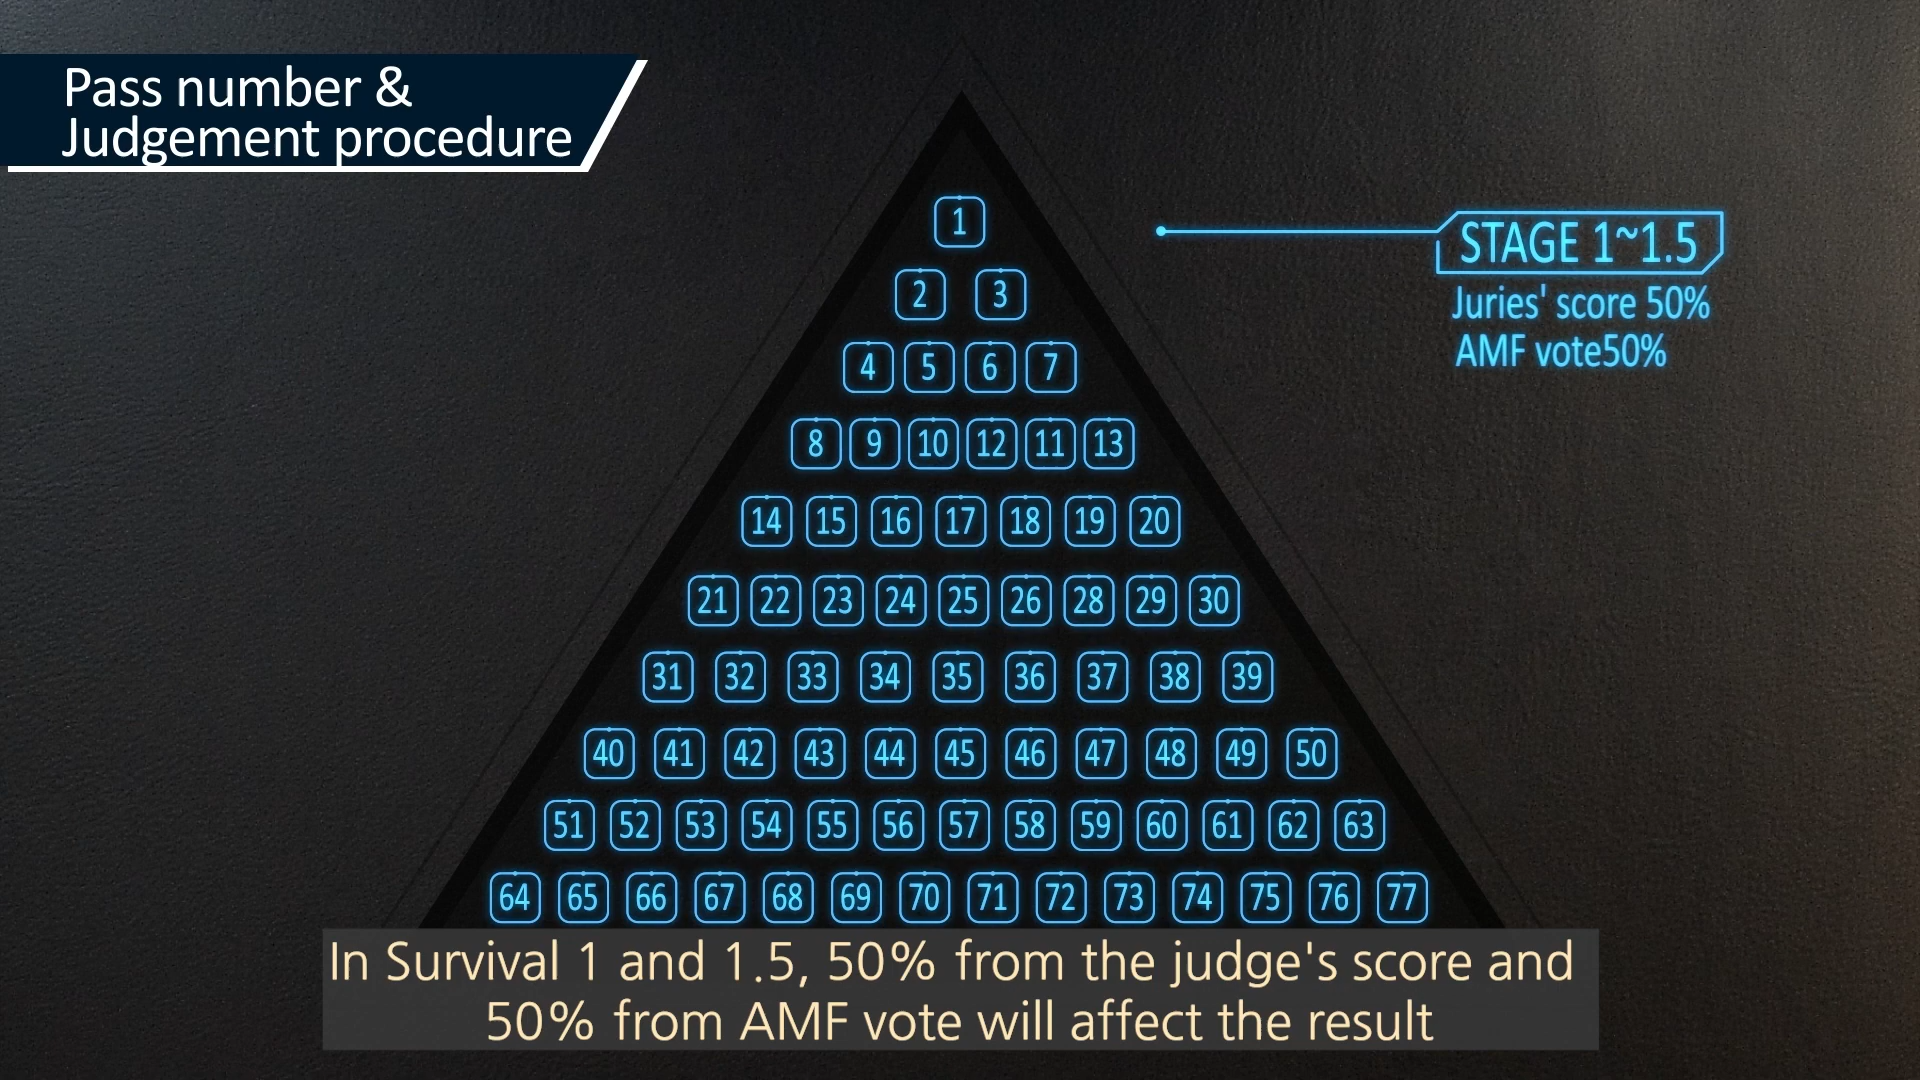 Pass number &
Judgement procedure
1
2 3
4 5 6 7
8 9 10 12 11 13
14 15 16 17 18 19 20
21 22 23 24 25 26 28 29 30
31 32 33 34 35 36 37 38 39
40 41 42 43 44 45 46 47 48 49 50
51 52 53 54 55 56 57 58 59 60 61 62 63
64 65 66 67 68 69 70 71 72 73 74 75 76 77
STAGE 1~1.5
Juries' score 50%
AMF vote50%
In Survival 1 and 1.5, 50% from the judge's score and
50% from AMF vote will affect the result